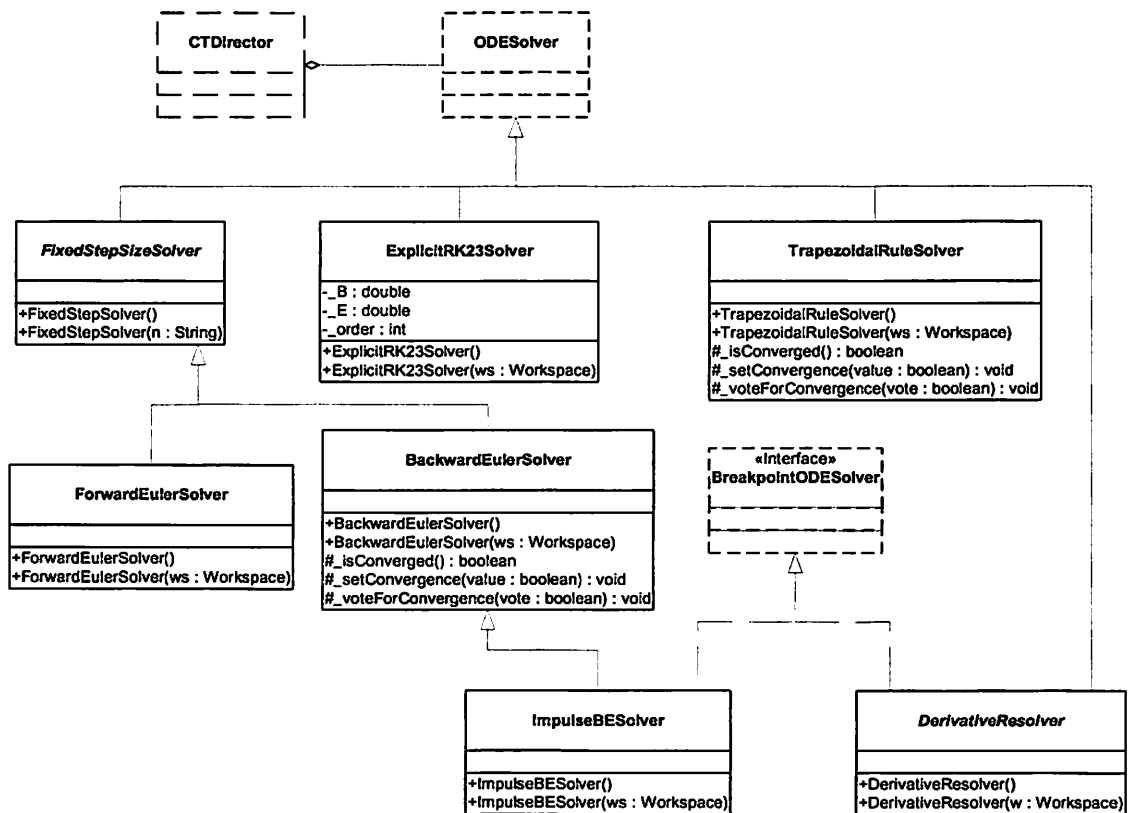 CTDirector
ODESolver
FixedStepSizeSolver
+FixedStepSolver()
+FixedStepSolver(n : String)
ExplicitRK23Solver
-_B : double
-_E : double
-_order : int
+ExplicitRK23Solver()
+ExplicitRK23Solver(ws : Workspace)
TrapezoidalRuleSolver
+TrapezoidalRuleSolver()
+TrapezoidalRuleSolver(ws : Workspace)
#_isConverged() : boolean
#_setConvergence(value : boolean) : void
#_voteForConvergence(vote : boolean) : void
ForwardEulerSolver
+ForwardEulerSolver()
+ForwardEulerSolver(ws : Workspace)
BackwardEulerSolver
+BackwardEulerSolver()
+BackwardEulerSolver(ws : Workspace)
#_isConverged() : boolean
#_setConvergence(value : boolean) : void
#_voteForConvergence(vote : boolean) : void
«Interface»
BreakpointODESolver
ImpulseBESolver
+ImpulseBESolver()
+ImpulseBESolver(ws : Workspace)
DerivativeResolver
+DerivativeResolver()
+DerivativeResolver(w : Workspace)